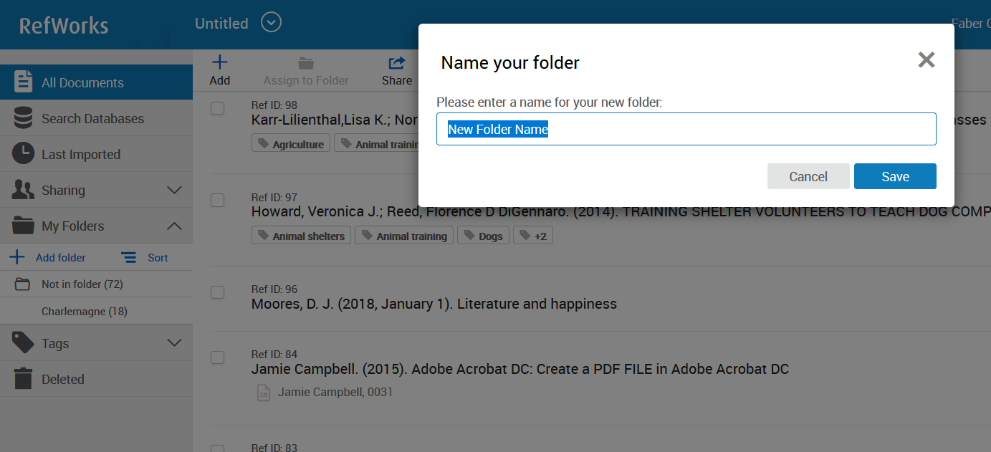 RefWorks
Untitled
Faber
All Documents
Search Databases
Last Imported
Sharing
My Folders
Add folder
Sort
Not in folder (72)
Charlemagne (18)
Tags
Deleted
Add
Assign to Folder
Share
Name your folder
Please enter a name for your new folder:
New Folder Name
Cancel
Save
Ref ID: 98
Karr-Lilienthal,Lisa K.; Nor
sses
Agriculture
Animal trainin
Ref ID: 97
Howard, Veronica J.; Reed, Florence D DiGennaro. (2014). TRAINING SHELTER VOLUNTEERS TO TEACH DOG COMP
Animal shelters
Animal training
Dogs
+2
Ref ID: 96
Moores, D. J. (2018, January 1). Literature and happiness
Ref ID: 84
Jamie Campbell. (2015). Adobe Acrobat DC: Create a PDF FILE in Adobe Acrobat DC
Jamie Campbell, 0031
Ref ID: 83